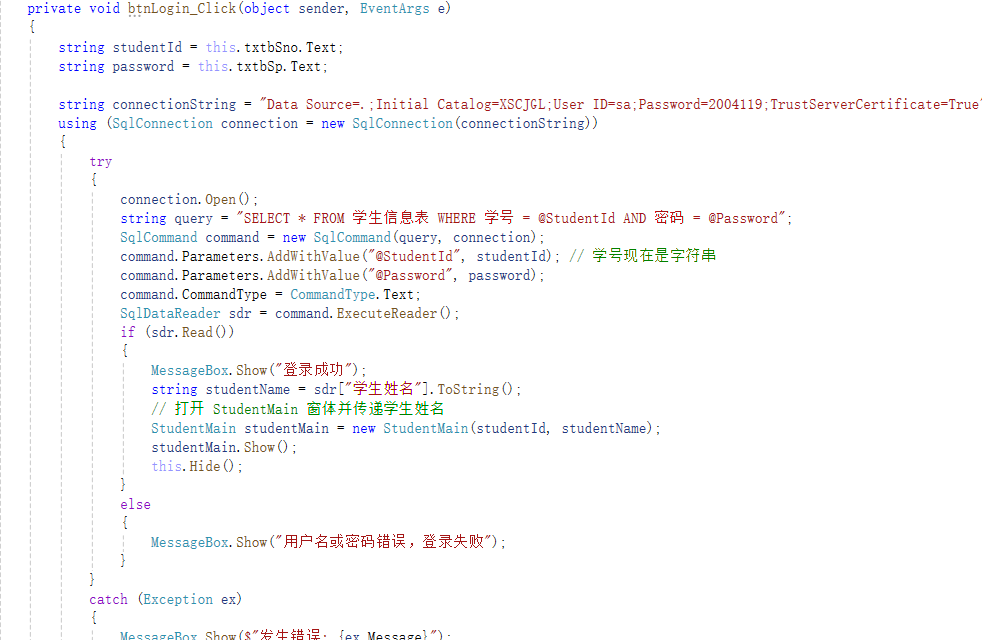 private void btnLogin_Click(object sender, EventArgs e)
{
string studentId = this.txtbSno.Text;
string password = this.txtbSp.Text;
string connectionString = "Data Source=.;Initial Catalog=XSCJGL;User ID=sa;Password=2004119;TrustServerCertificate=True"
using (SqlConnection connection = new SqlConnection(connectionString))
{
try
{
connection.Open();
string query = "SELECT * FROM 学生信息表 WHERE 学号 = @StudentId AND 密码 = @Password";
SqlCommand command = new SqlCommand(query, connection);
command.Parameters.AddWithValue("@StudentId", studentId); // 学号现在是字符串
command.Parameters.AddWithValue("@Password", password);
command.CommandType = CommandType.Text;
SqlDataReader sdr = command.ExecuteReader();
if (sdr.Read())
{
MessageBox.Show("登录成功");
string studentName = sdr["学生姓名"].ToString();
// 打开 StudentMain 窗体并传递学生姓名
StudentMain studentMain = new StudentMain(studentId, studentName);
studentMain.Show();
this.Hide();
}
else
{
MessageBox.Show("用户名或密码错误，登录失败");
}
}
catch (Exception ex)
{
MessageBox.Show($"发生错误: {ex.Message}");